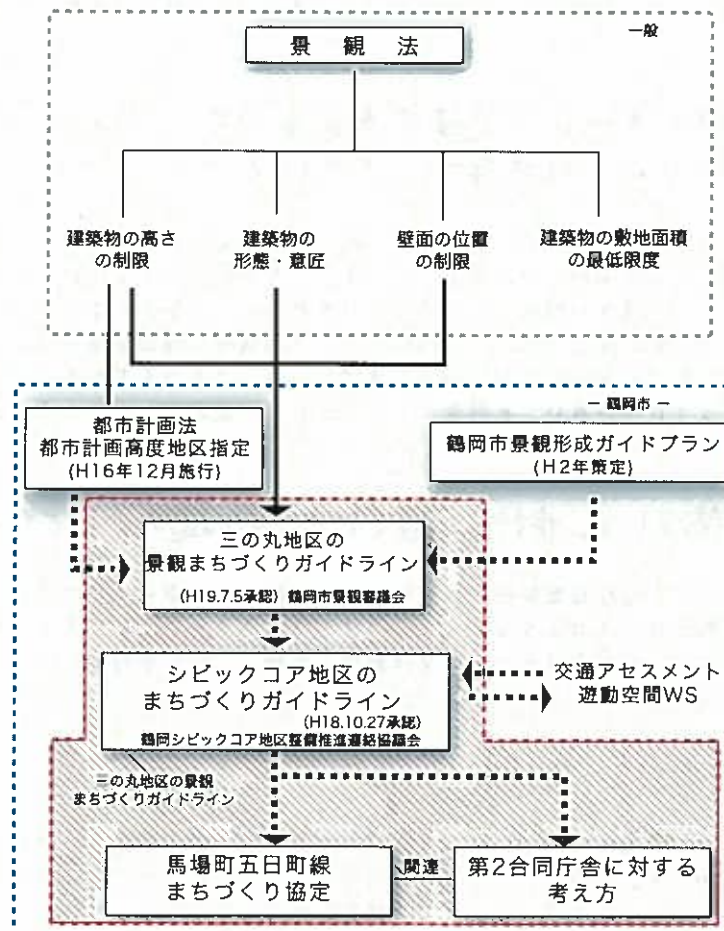 一般
景 観 法
建築物の高さ
の制限
建築物の
形態・意匠
壁面の位置
の制限
建築物の敷地面積
の最低限度
都市計画法
都市計画高度地区指定
(H16年12月施行)
― 鶴岡市 ―
鶴岡市景観形成ガイドプラン
(H2年策定)
三の丸地区の
景観まちづくりガイドライン
(H19.7.5承認) 鶴岡市景観審議会
シビックコア地区の
まちづくりガイドライン
(H18.10.27承認)
鶴岡シビックコア地区整備推進連絡協議会
交通アセスメント
遊動空間WS
三の丸地区の景観
まちづくりガイドライン
馬場町五日町線
まちづくり協定
関連
第2合同庁舎に対する
考え方